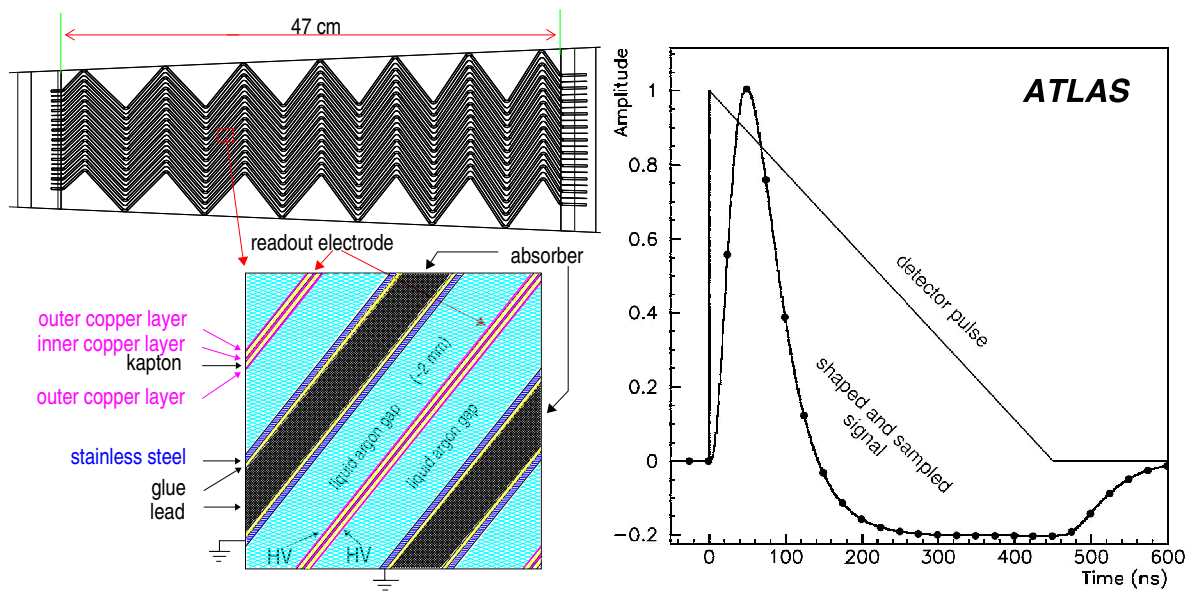 47 cm
readout electrode
absorber
outer copper layer
inner copper layer
kapton
outer copper layer
stainless steel
glue
lead
(~2 mm)
liquid argon gap
liquid argon gap
HV
HV
ATLAS
Amplitude
1
0.8
0.6
0.4
0.2
0
−0.2
detector pulse
shaped and sampled
signal
0
100
200
300
400
500
600
Time (ns)